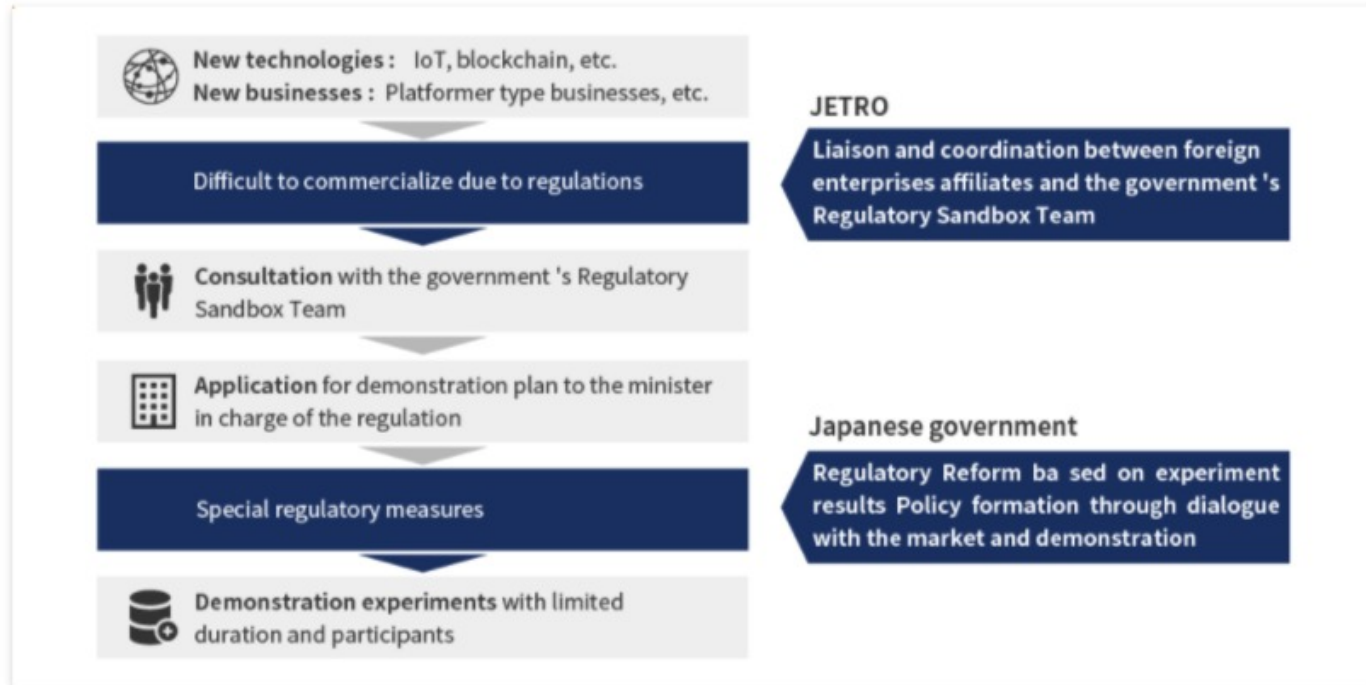 New technologies : IoT, blockchain, etc.
New businesses : Platformer type businesses, etc.
Difficult to commercialize due to regulations
Consultation with the government 's Regulatory
Sandbox Team
Application for demonstration plan to the minister
in charge of the regulation
Special regulatory measures
Demonstration experiments with limited
duration and participants
JETRO
Liaison and coordination between foreign
enterprises affiliates and the government 's
Regulatory Sandbox Team
Japanese government
Regulatory Reform ba sed on experiment
results Policy formation through dialogue
with the market and demonstration